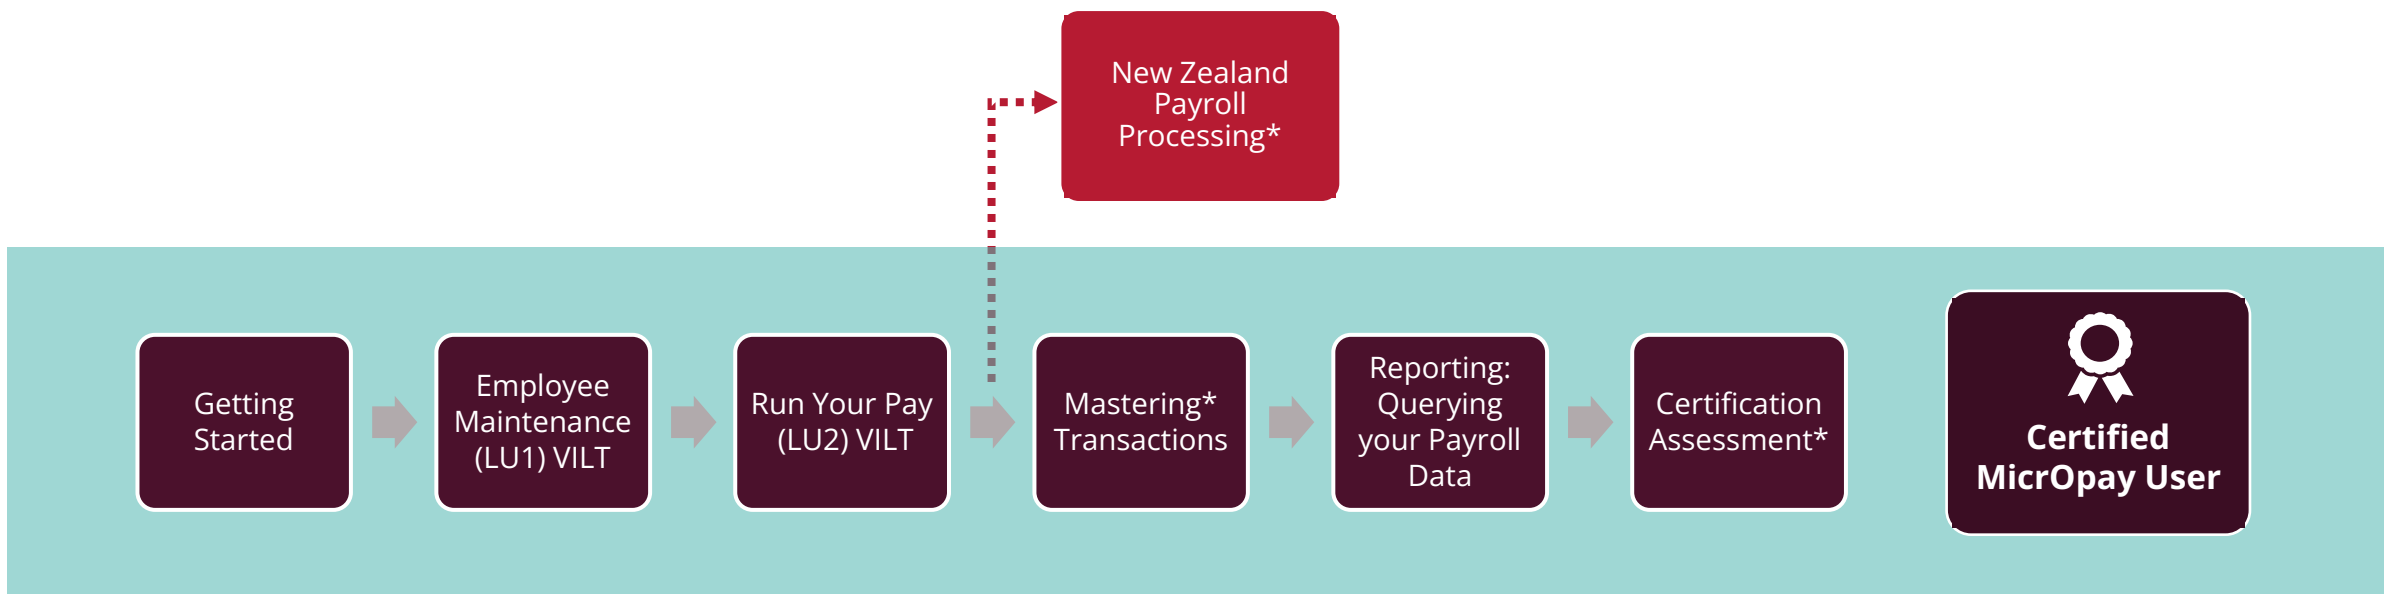 New Zealand
Payroll
Processing*
Getting
Started
Employee
Maintenance
(LU1) VILT
Run Your Pay
(LU2) VILT
Mastering*
Transactions
Reporting:
Querying
your Payroll
Data
Certification
Assessment*
Certified
MicrOpay User